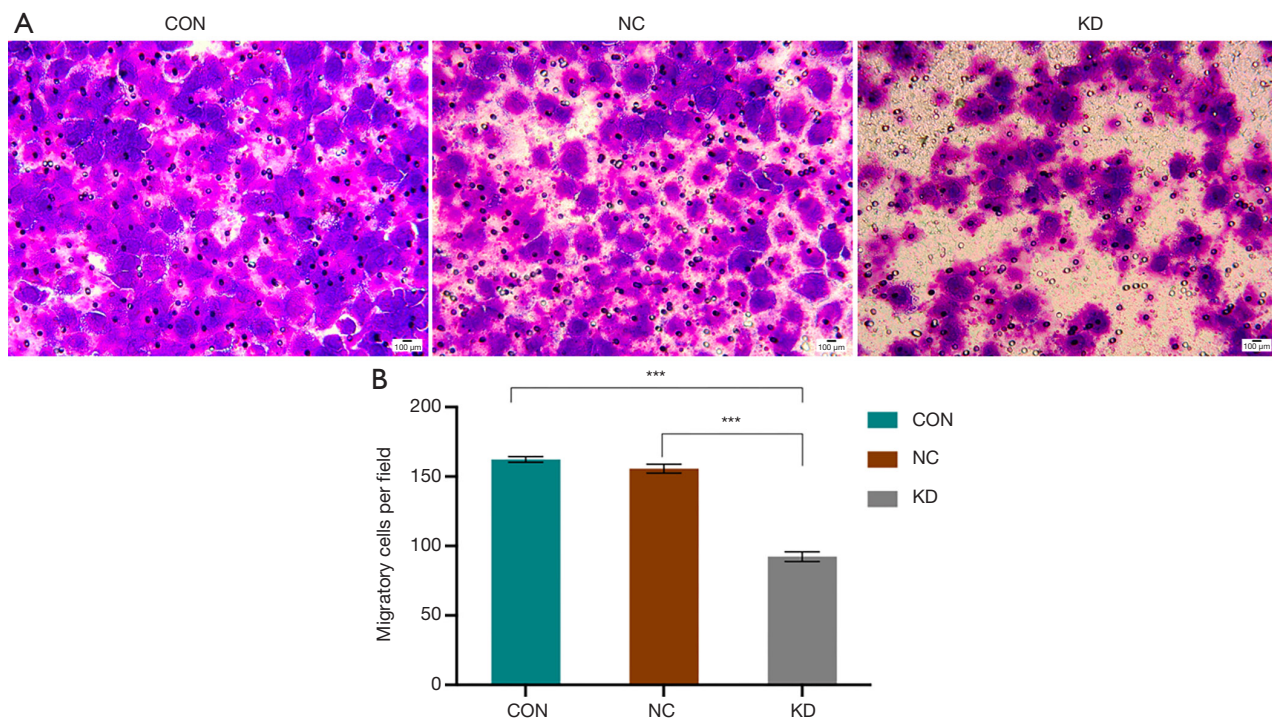 A
CON
NC
KD
100 μm
100 μm
100 μm
B
***
***
200
150
100
50
0
Migratory cells per field
CON
NC
KD
CON
NC
KD